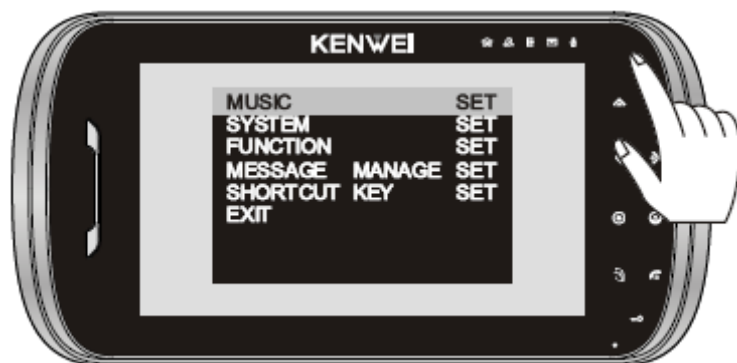 KENWEI
MUSIC SET
SYSTEM SET
FUNCTION SET
MESSAGE MANAGE SET
SHORTCUT KEY SET
EXIT